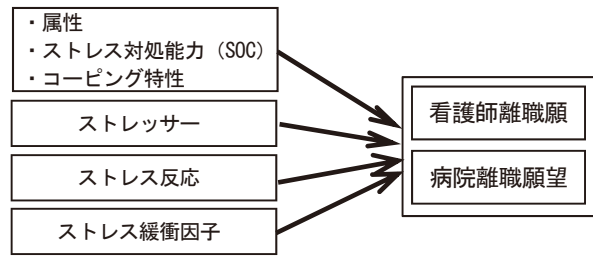 ・属性
・ストレス対処能力（SOC）
・コーピング特性
ストレッサー
ストレス反応
ストレス緩衝因子
看護師離職願
病院離職願望